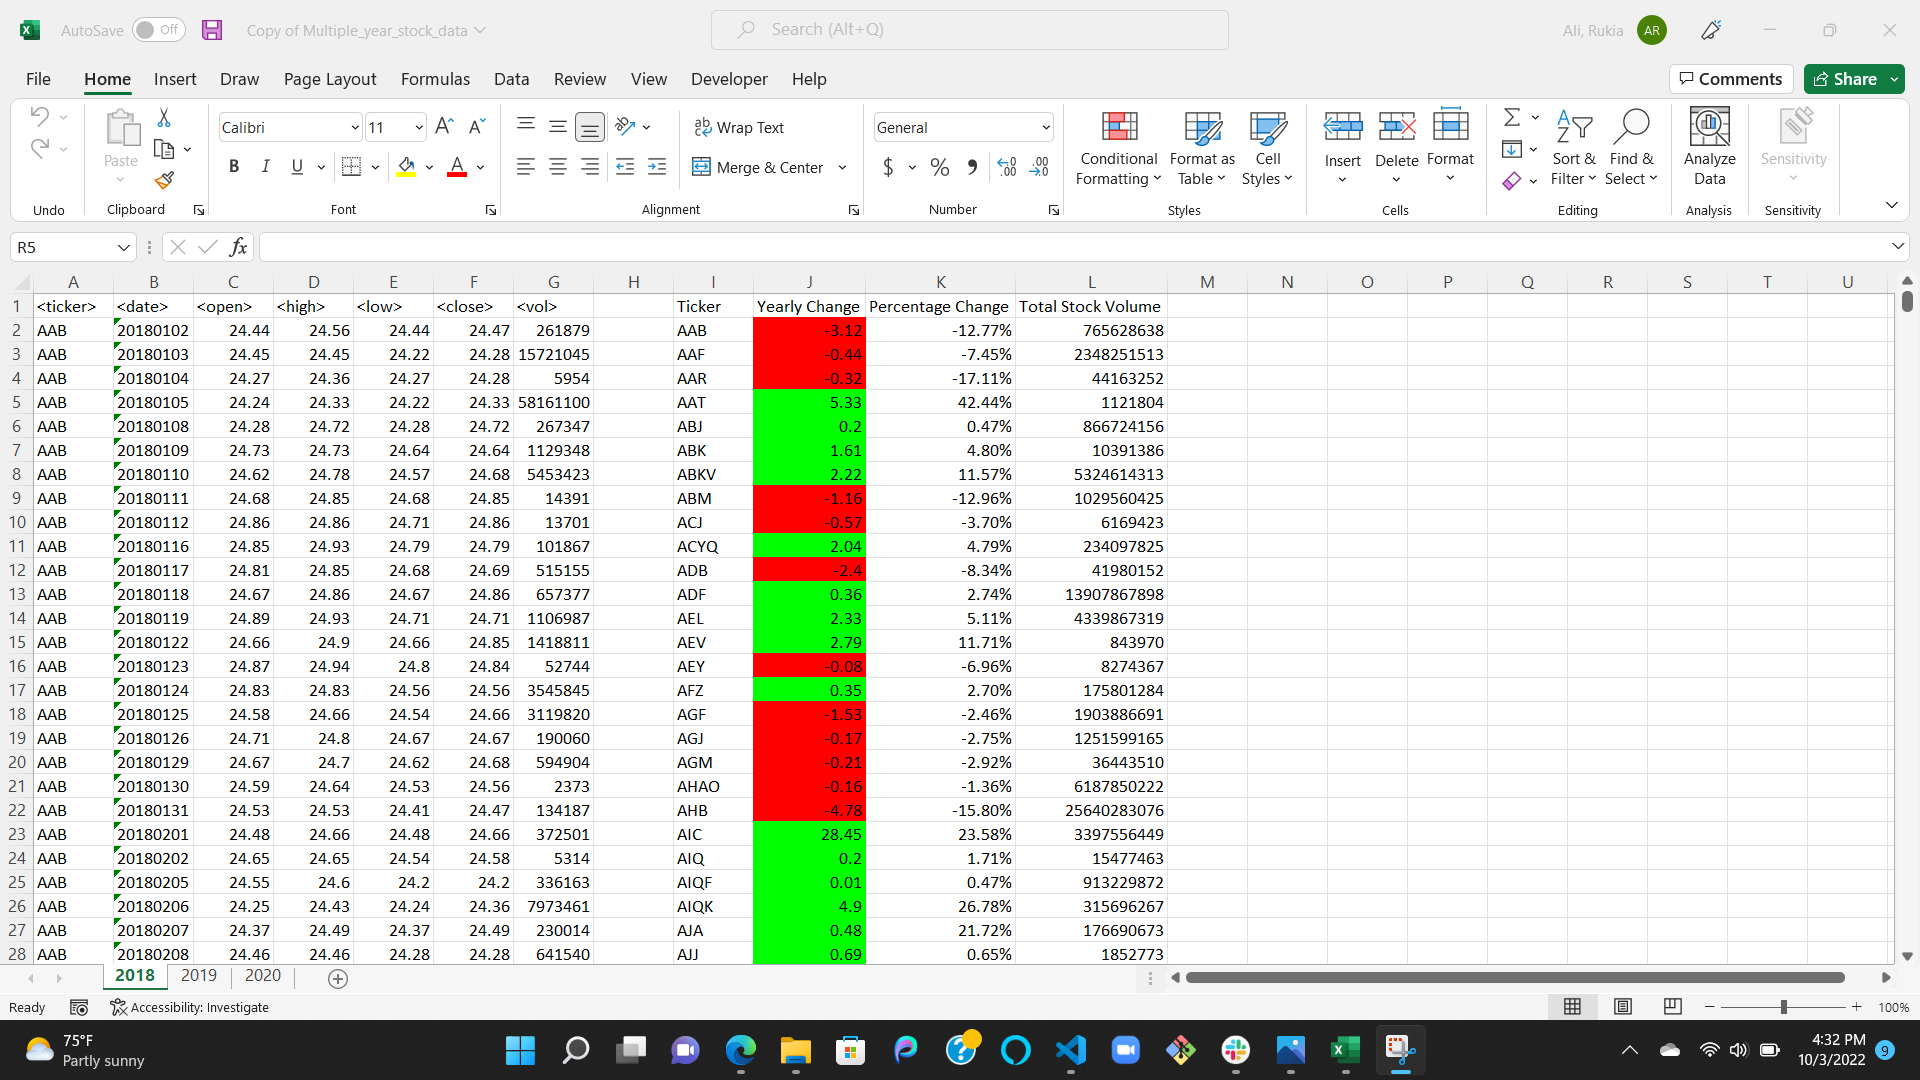 AutoSave Off Copy of Multiple_year_stock_data Search (Alt+Q) Ali, Rukia AR
File Home Insert Draw Page Layout Formulas Data Review View Developer Help Comments Share
Paste Calibri 11 Wrap Text General Conditional Formatting Format as Table Cell Styles Insert Delete Format Sort & Filter Find & Select Analyze Data Sensitivity
B I U A Merge & Center $ %
Undo Clipboard Font Alignment Number Styles Cells Editing Analysis Sensitivity
R5 fx
A B C D E F G H I J K L M N O P Q R S T U
1 <ticker> <date> <open> <high> <low> <close> <vol> Ticker Yearly Change Percentage Change Total Stock Volume
2 AAB 20180102 24.44 24.56 24.44 24.47 261879 AAB -3.12 -12.77% 765628638
3 AAB 20180103 24.45 24.45 24.22 24.28 15721045 AAF -0.44 -7.45% 2348251513
4 AAB 20180104 24.27 24.36 24.27 24.28 5954 AAR -0.32 -17.11% 44163252
5 AAB 20180105 24.24 24.33 24.22 24.33 58161100 AAT 5.33 42.44% 1121804
6 AAB 20180108 24.28 24.72 24.28 24.72 267347 ABJ 0.2 0.47% 866724156
7 AAB 20180109 24.73 24.73 24.64 24.64 1129348 ABK 1.61 4.80% 10391386
8 AAB 20180110 24.62 24.78 24.57 24.68 5453423 ABKV 2.22 11.57% 5324614313
9 AAB 20180111 24.68 24.85 24.68 24.85 14391 ABM -1.16 -12.96% 1029560425
10 AAB 20180112 24.86 24.86 24.71 24.86 13701 ACJ -0.57 -3.70% 6169423
11 AAB 20180116 24.85 24.93 24.79 24.79 101867 ACYQ 2.04 4.79% 234097825
12 AAB 20180117 24.81 24.85 24.68 24.69 515155 ADB -2.4 -8.34% 41980152
13 AAB 20180118 24.67 24.86 24.67 24.86 657377 ADF 0.36 2.74% 13907867898
14 AAB 20180119 24.89 24.93 24.71 24.71 1106987 AEL 2.33 5.11% 4339867319
15 AAB 20180122 24.66 24.9 24.66 24.85 1418811 AEV 2.79 11.71% 843970
16 AAB 20180123 24.87 24.94 24.8 24.84 52744 AEY -0.08 -6.96% 8274367
17 AAB 20180124 24.83 24.83 24.56 24.56 3545845 AFZ 0.35 2.70% 175801284
18 AAB 20180125 24.58 24.66 24.54 24.66 3119820 AGF -1.53 -2.46% 1903886691
19 AAB 20180126 24.71 24.8 24.67 24.67 190060 AGJ -0.17 -2.75% 1251599165
20 AAB 20180129 24.67 24.7 24.62 24.68 594904 AGM -0.21 -2.92% 36443510
21 AAB 20180130 24.59 24.64 24.53 24.56 2373 AHAO -0.16 -1.36% 6187850222
22 AAB 20180131 24.53 24.53 24.41 24.47 134187 AHB -4.78 -15.80% 25640283076
23 AAB 20180201 24.48 24.66 24.48 24.66 372501 AIC 28.45 23.58% 3397556449
24 AAB 20180202 24.65 24.65 24.54 24.58 5314 AIQ 0.2 1.71% 15477463
25 AAB 20180205 24.55 24.6 24.2 24.2 336163 AIQF 0.01 0.47% 913229872
26 AAB 20180206 24.25 24.43 24.24 24.36 7973461 AIQK 4.9 26.78% 315696267
27 AAB 20180207 24.37 24.49 24.37 24.49 230014 AJA 0.48 21.72% 176690673
28 AAB 20180208 24.46 24.46 24.28 24.28 641540 AJJ 0.69 0.65% 1852773
2018 2019 2020
Ready Accessibility: Investigate 100%
75°F 4:32 PM
Partly sunny 10/3/2022 9